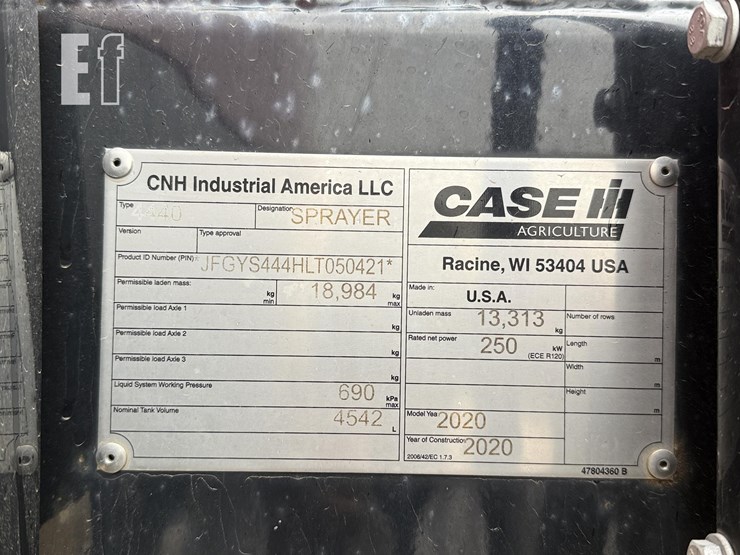 Ef
CNH Industrial America LLC
Type 4440 Designation SPRAYER
Version Type approval
Product ID Number (PIN) *JFGYS444HLT050421*
Permissible laden mass: kg min 18,984 kg max
Permissible load Axle 1 kg
Permissible load Axle 2 kg
Permissible load Axle 3 kg
Liquid System Working Pressure 690 kPa max
Nominal Tank Volume 4542 L
CASE IH
AGRICULTURE
Racine, WI 53404 USA
Made in: U.S.A.
Unladen mass 13,313 kg
Number of rows
Rated net power 250 kW (ECE R120)
Length m
Width m
Height m
Model Yea 2020
Year of Constructio 2020
2006/42/EC 1.7.3
47804360 B